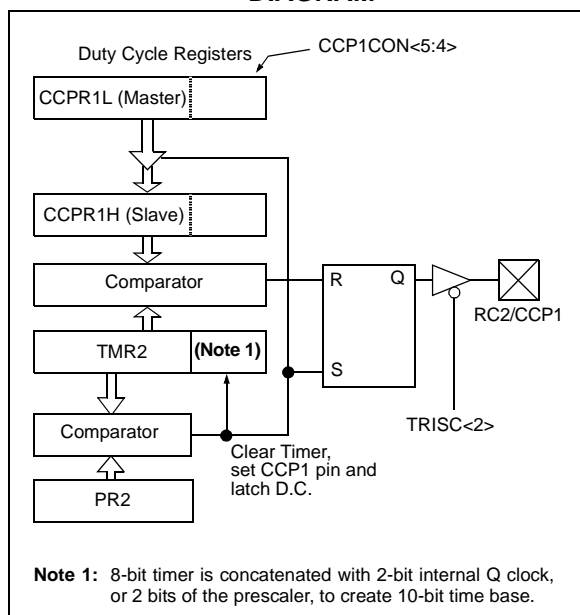 DIAGRAM
Duty Cycle Registers
CCP1CON<5:4>
CCPR1L (Master)
CCPR1H (Slave)
Comparator
R
Q
RC2/CCP1
TMR2
(Note 1)
S
TRISC<2>
Comparator
Clear Timer,
set CCP1 pin and
latch D.C.
PR2
Note 1: 8-bit timer is concatenated with 2-bit internal Q clock,
or 2 bits of the prescaler, to create 10-bit time base.